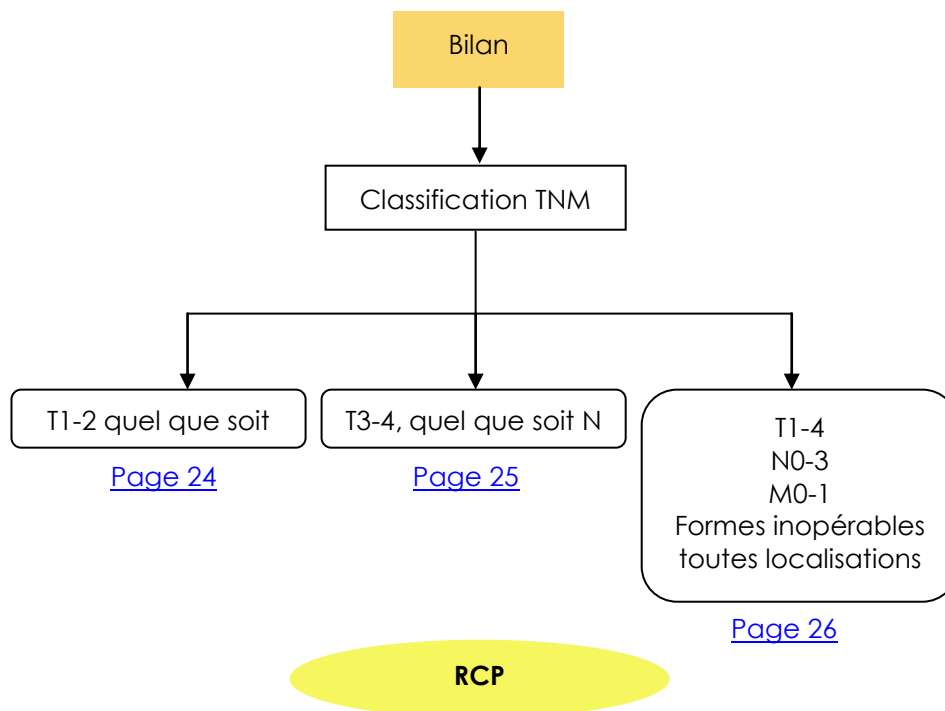 Bilan
Classification TNM
T1-2 quel que soit
T3-4, quel que soit N
T1-4
N0-3
M0-1
Formes inopérables
toutes localisations
Page 24
Page 25
Page 26
RCP